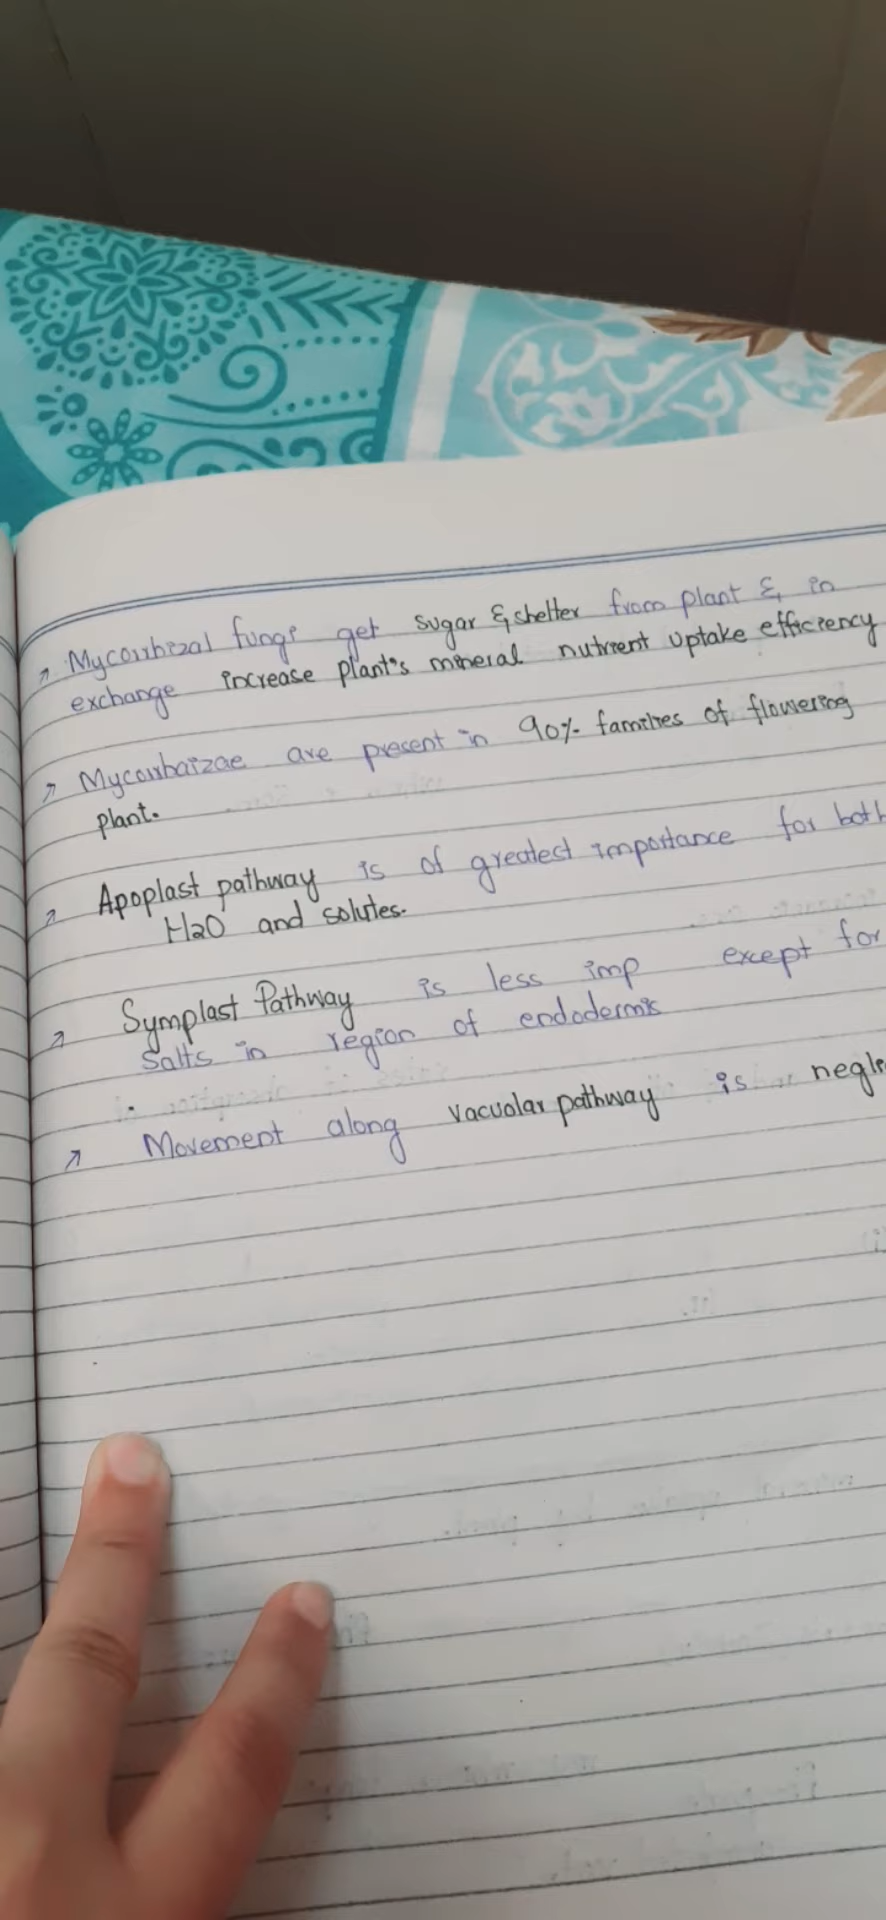 ↗ Mycorrhizal fungi get sugar & shelter from plant & in
exchange increase plant's mineral nutrient uptake efficiency
↗ Mycorrhaizae are present in 90% families of flowering
plant.
↗ Apoplast pathway is of greatest importance for both
H2O and solutes.
↗ Symplast Pathway is less imp except for
Salts in region of endodermis
↗ Movement along vacuolar pathway is